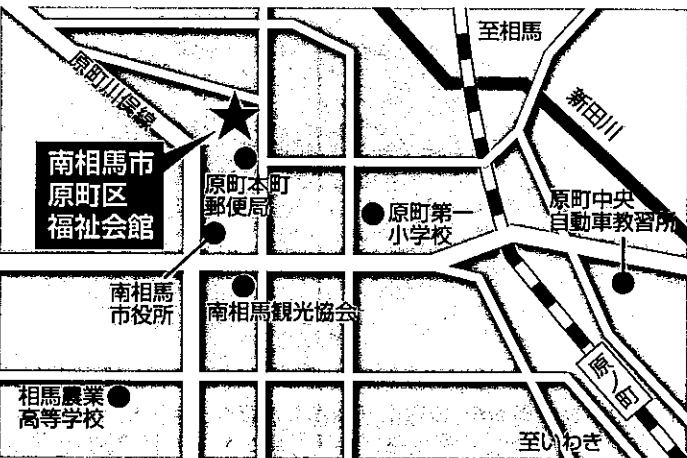 至相馬
原町川俣線
新田川
南相馬市
原町区
福祉会館
原町本町
郵便局
原町第一
小学校
原町中央
自動車教習所
南相馬
市役所
南相馬観光協会
原ノ町
相馬農業
高等学校
至いわき